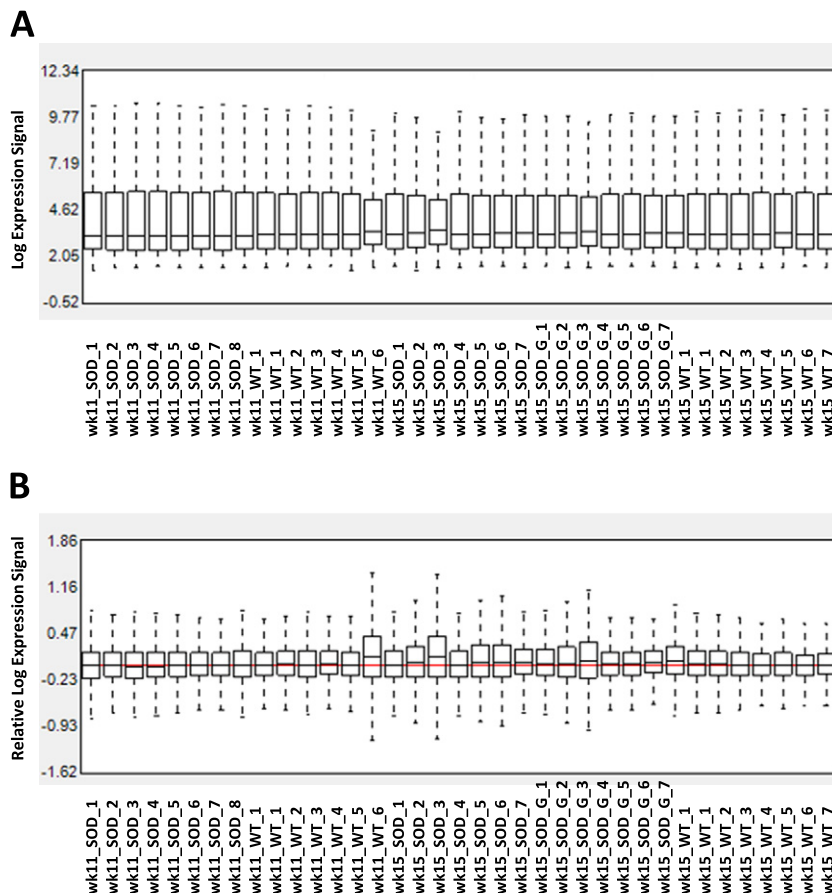 A
Log Expression Signal
12.34
9.77
7.19
4.62
2.05
-0.52
wk11_SOD_1
wk11_SOD_2
wk11_SOD_3
wk11_SOD_4
wk11_SOD_5
wk11_SOD_6
wk11_SOD_7
wk11_SOD_8
wk11_WT_1
wk11_WT_1
wk11_WT_2
wk11_WT_3
wk11_WT_4
wk11_WT_5
wk11_WT_6
wk15_SOD_1
wk15_SOD_2
wk15_SOD_3
wk15_SOD_4
wk15_SOD_5
wk15_SOD_6
wk15_SOD_7
wk15_SOD_G_1
wk15_SOD_G_2
wk15_SOD_G_3
wk15_SOD_G_4
wk15_SOD_G_5
wk15_SOD_G_6
wk15_SOD_G_7
wk15_WT_1
wk15_WT_1
wk15_WT_2
wk15_WT_3
wk15_WT_4
wk15_WT_5
wk15_WT_6
wk15_WT_7
B
Relative Log Expression Signal
1.86
1.16
0.47
-0.23
-0.93
-1.62
wk11_SOD_1
wk11_SOD_2
wk11_SOD_3
wk11_SOD_4
wk11_SOD_5
wk11_SOD_6
wk11_SOD_7
wk11_SOD_8
wk11_WT_1
wk11_WT_1
wk11_WT_2
wk11_WT_3
wk11_WT_4
wk11_WT_5
wk11_WT_6
wk15_SOD_1
wk15_SOD_2
wk15_SOD_3
wk15_SOD_4
wk15_SOD_5
wk15_SOD_6
wk15_SOD_7
wk15_SOD_G_1
wk15_SOD_G_2
wk15_SOD_G_3
wk15_SOD_G_4
wk15_SOD_G_5
wk15_SOD_G_6
wk15_SOD_G_7
wk15_WT_1
wk15_WT_1
wk15_WT_2
wk15_WT_3
wk15_WT_4
wk15_WT_5
wk15_WT_6
wk15_WT_7